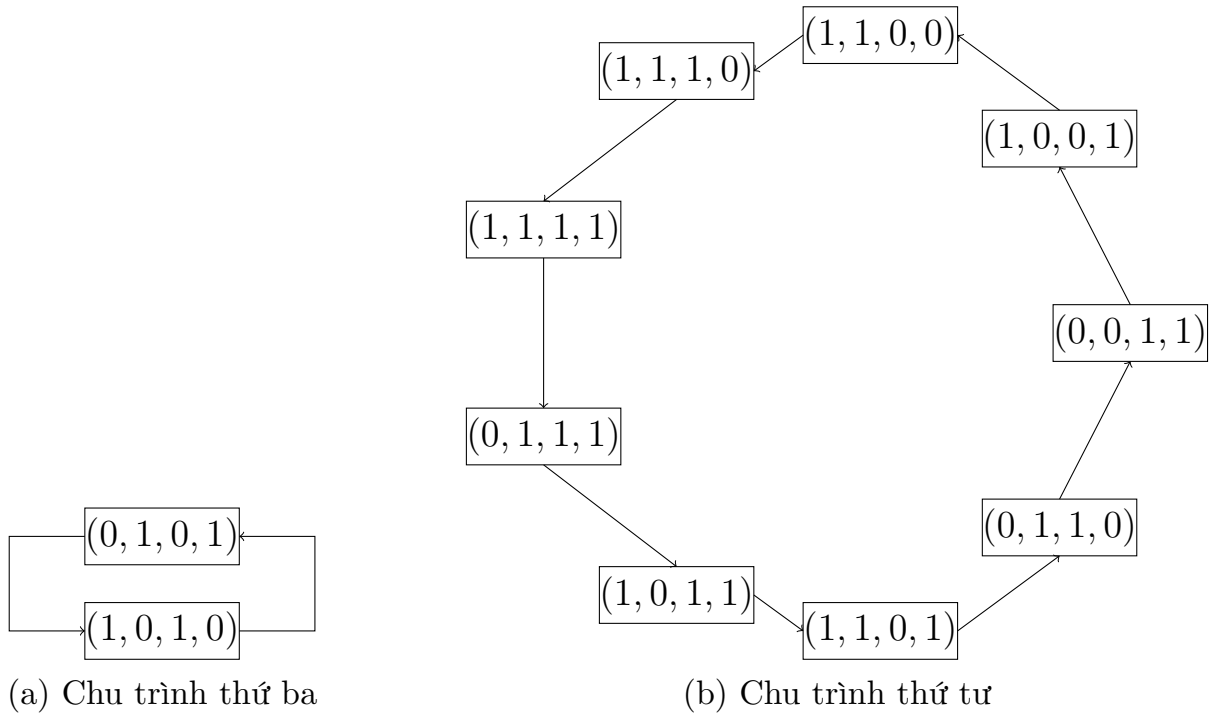 (0, 1, 0, 1)
(1, 0, 1, 0)
(a) Chu trình thứ ba
(1, 1, 0, 0)
(1, 1, 1, 0)
(1, 0, 0, 1)
(1, 1, 1, 1)
(0, 0, 1, 1)
(0, 1, 1, 1)
(0, 1, 1, 0)
(1, 0, 1, 1)
(1, 1, 0, 1)
(b) Chu trình thứ tư